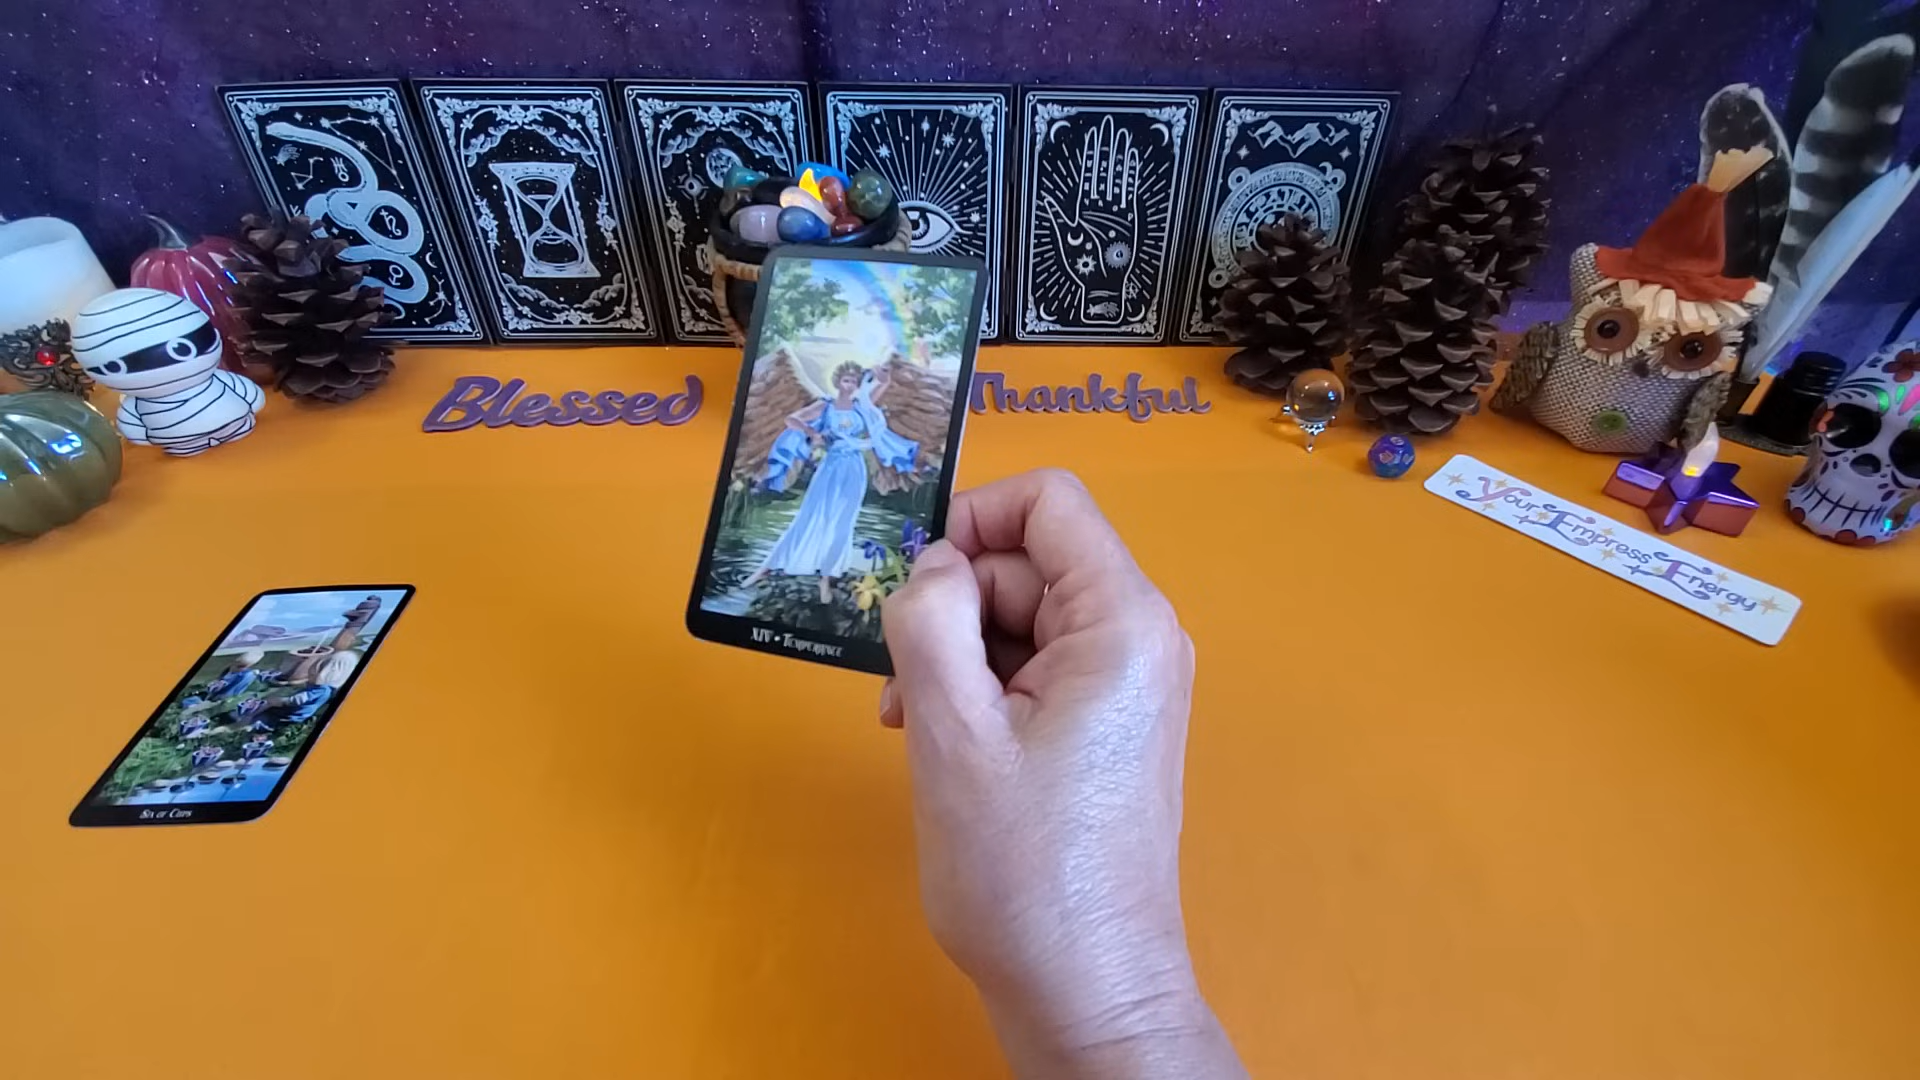 Blessed
Thankful
Your Empress Energy
XIV • Temperance
Six of Cups